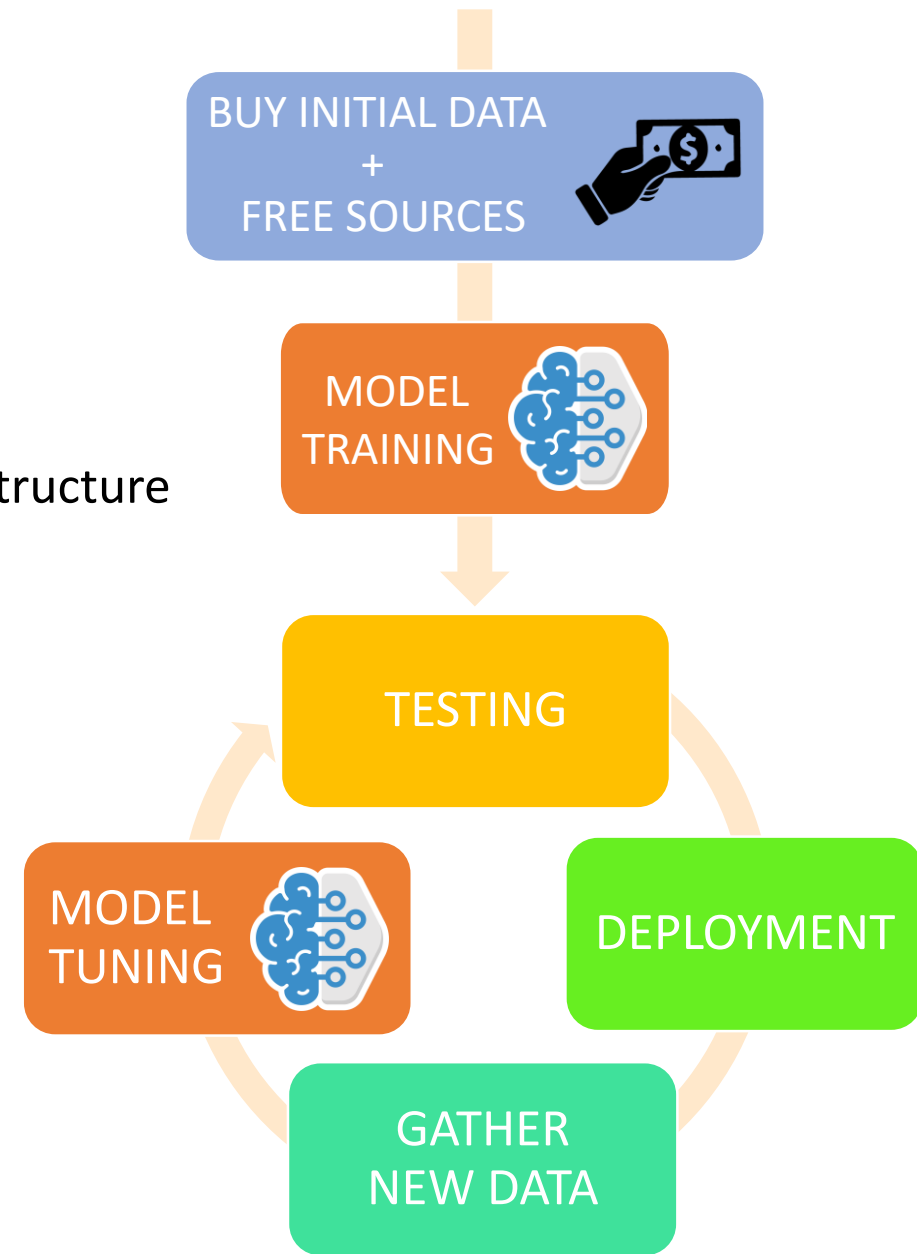 BUY INITIAL DATA
+
FREE SOURCES
MODEL
TRAINING
tructure
TESTING
MODEL
TUNING
DEPLOYMENT
GATHER
NEW DATA